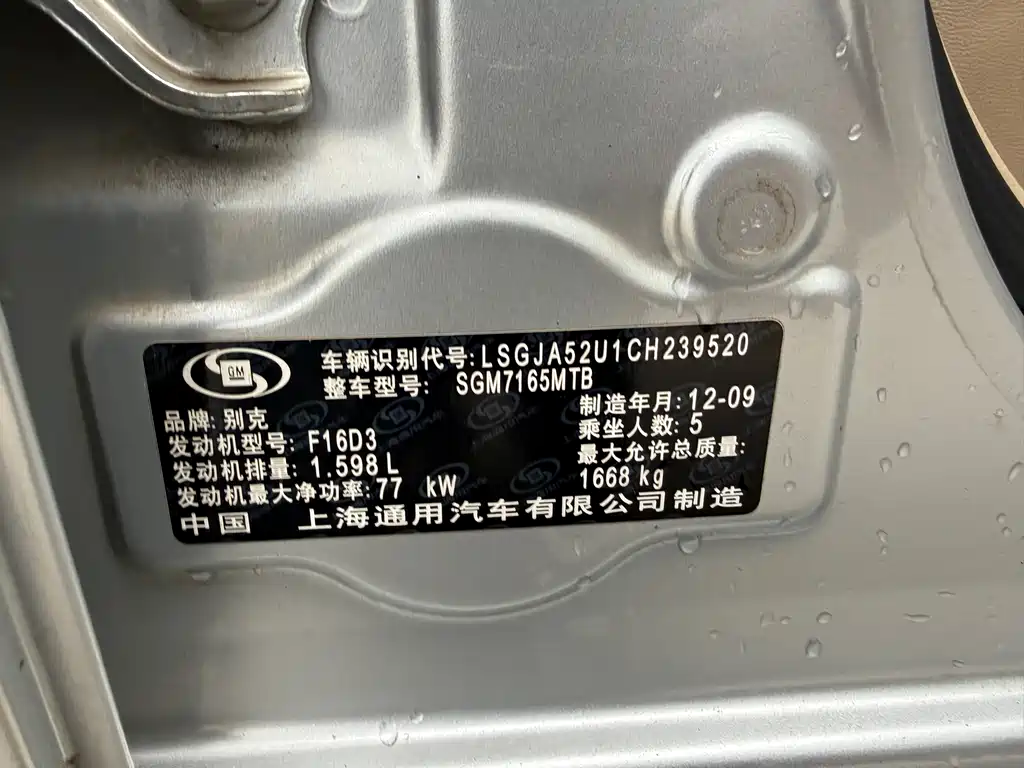 GM
车辆识别代号:LSGJA52U1CH239520
整车型号: SGM7165MTB
品牌: 别克
制造年月:12-09
发动机型号: F16D3
乘坐人数:5
发动机排量: 1.598 L
最大允许总质量:
1668 kg
发动机最大净功率:77 kW
中国 上海通用汽车有限公司制造